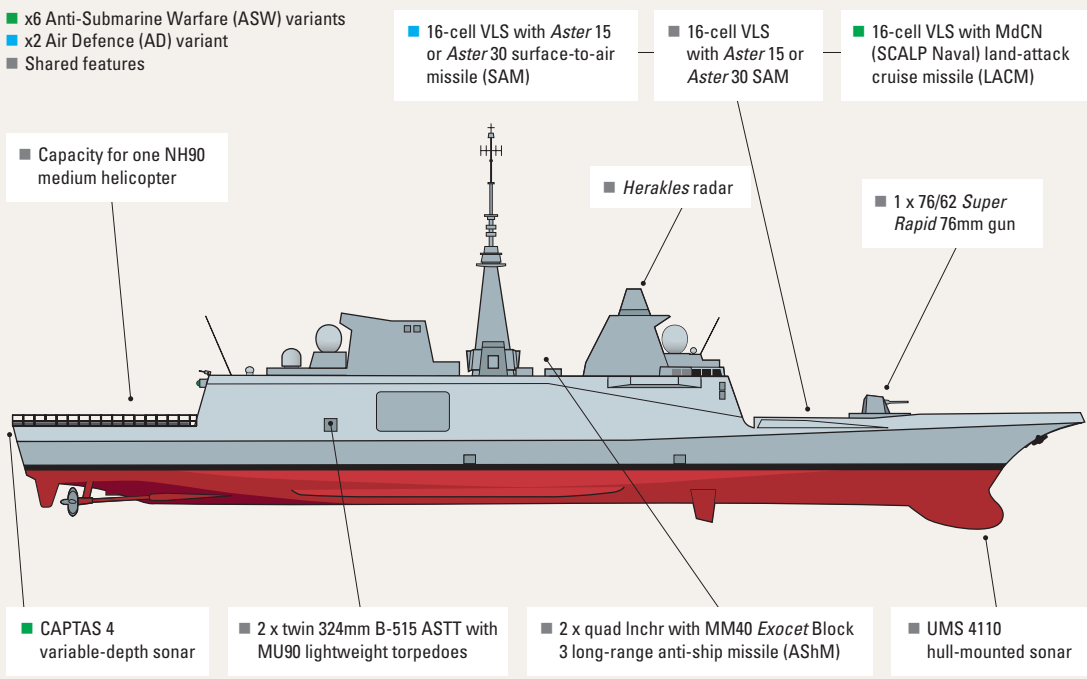 x6 Anti-Submarine Warfare (ASW) variants
x2 Air Defence (AD) variant
Shared features
16-cell VLS with Aster 15
or Aster 30 surface-to-air
missile (SAM)
16-cell VLS
with Aster 15 or
Aster 30 SAM
16-cell VLS with MdCN
(SCALP Naval) land-attack
cruise missile (LACM)
Capacity for one NH90
medium helicopter
Herakles radar
1 x 76/62 Super
Rapid 76mm gun
CAPTAS 4
variable-depth sonar
2 x twin 324mm B-515 ASTT with
MU90 lightweight torpedoes
2 x quad lnchr with MM40 Exocet Block
3 long-range anti-ship missile (AShM)
UMS 4110
hull-mounted sonar